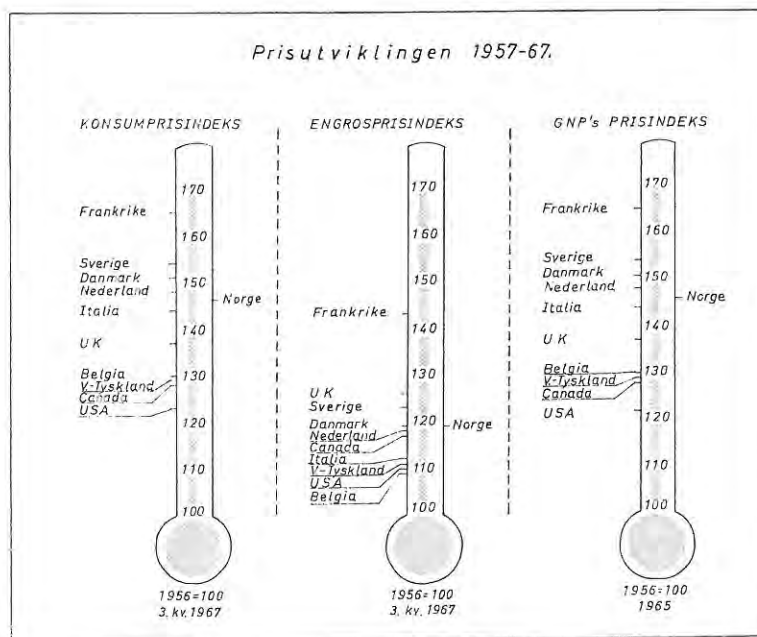 Prisutviklingen 1957-67.
KONSUMPRISINDEKS
170
Frankrike
160
Sverige
Danmark
150
Nederland
Norge
Italia
140
UK
Belgia
130
V-Tyskland
Canada
USA
120
110
100
1956=100
3. kv. 1967
ENGROSPRISINDEKS
170
160
150
Frankrike
140
130
UK
Sverige
120
Danmark
Norge
Nederland
Canada
Italia
110
V-Tyskland
USA
Belgia
100
1956=100
3. kv. 1967
GNP's PRISINDEKS
170
Frankrike
160
Sverige
Danmark
150
Nederland
Norge
Italia
140
UK
Belgia
130
V-Tyskland
Canada
USA
120
110
100
1956=100
1965